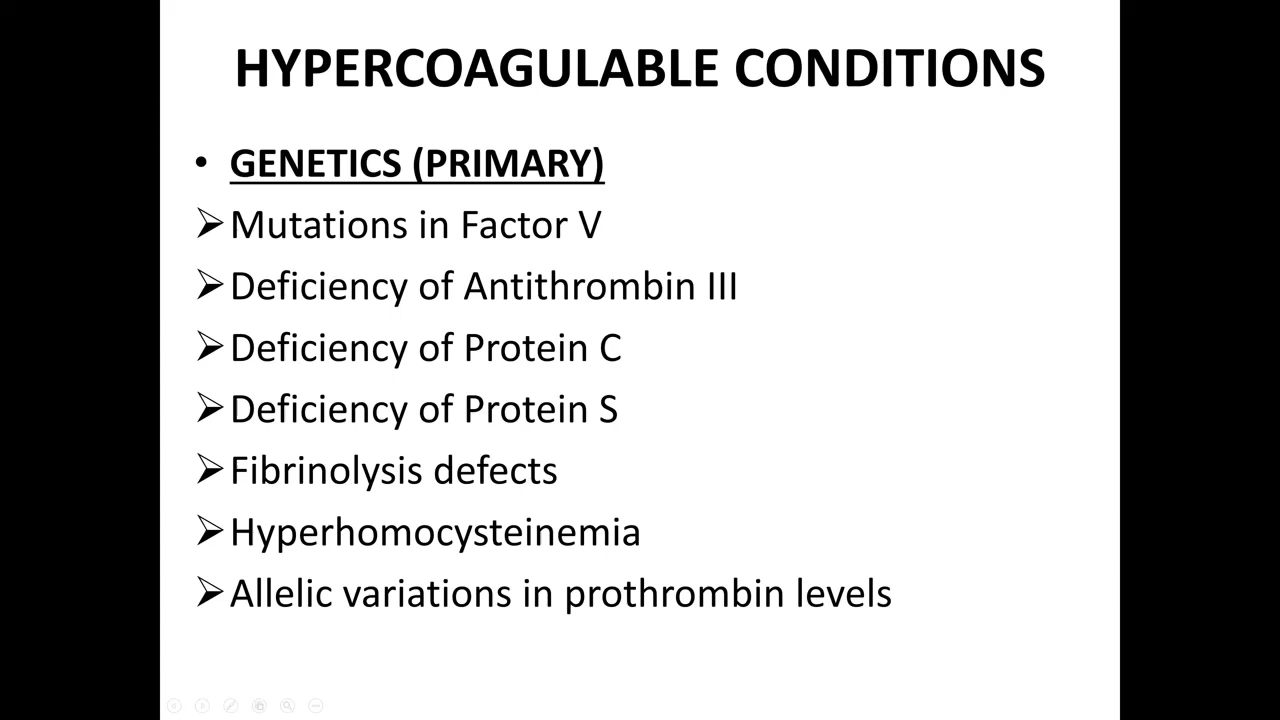 HYPERCOAGULABLE CONDITIONS
• GENETICS (PRIMARY)
➢ Mutations in Factor V
➢ Deficiency of Antithrombin III
➢ Deficiency of Protein C
➢ Deficiency of Protein S
➢ Fibrinolysis defects
➢ Hyperhomocysteinemia
➢ Allelic variations in prothrombin levels